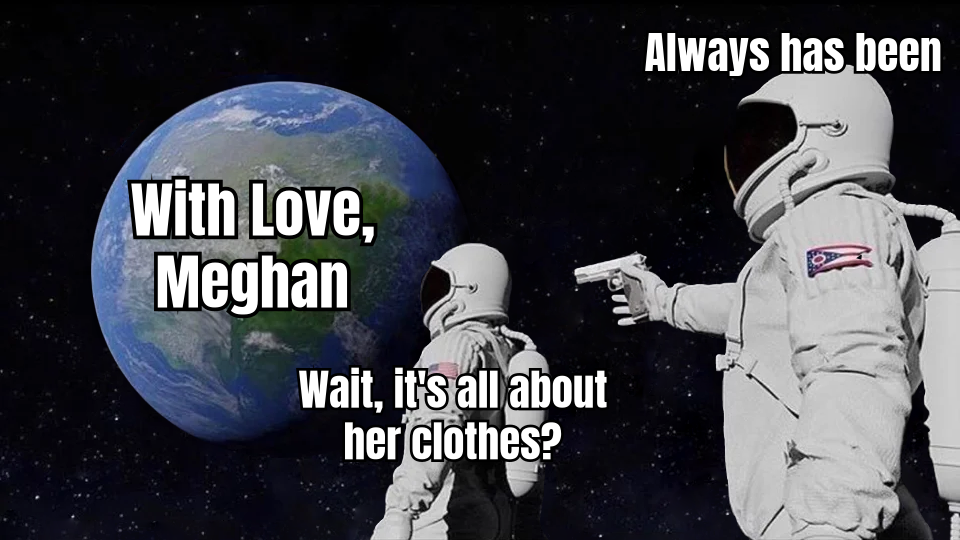 Always has been
With Love,
Meghan
Wait, it's all about
her clothes?